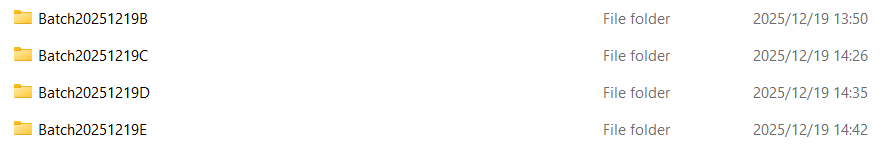 Batch20251219B File folder 2025/12/19 13:50
Batch20251219C File folder 2025/12/19 14:26
Batch20251219D File folder 2025/12/19 14:35
Batch20251219E File folder 2025/12/19 14:42